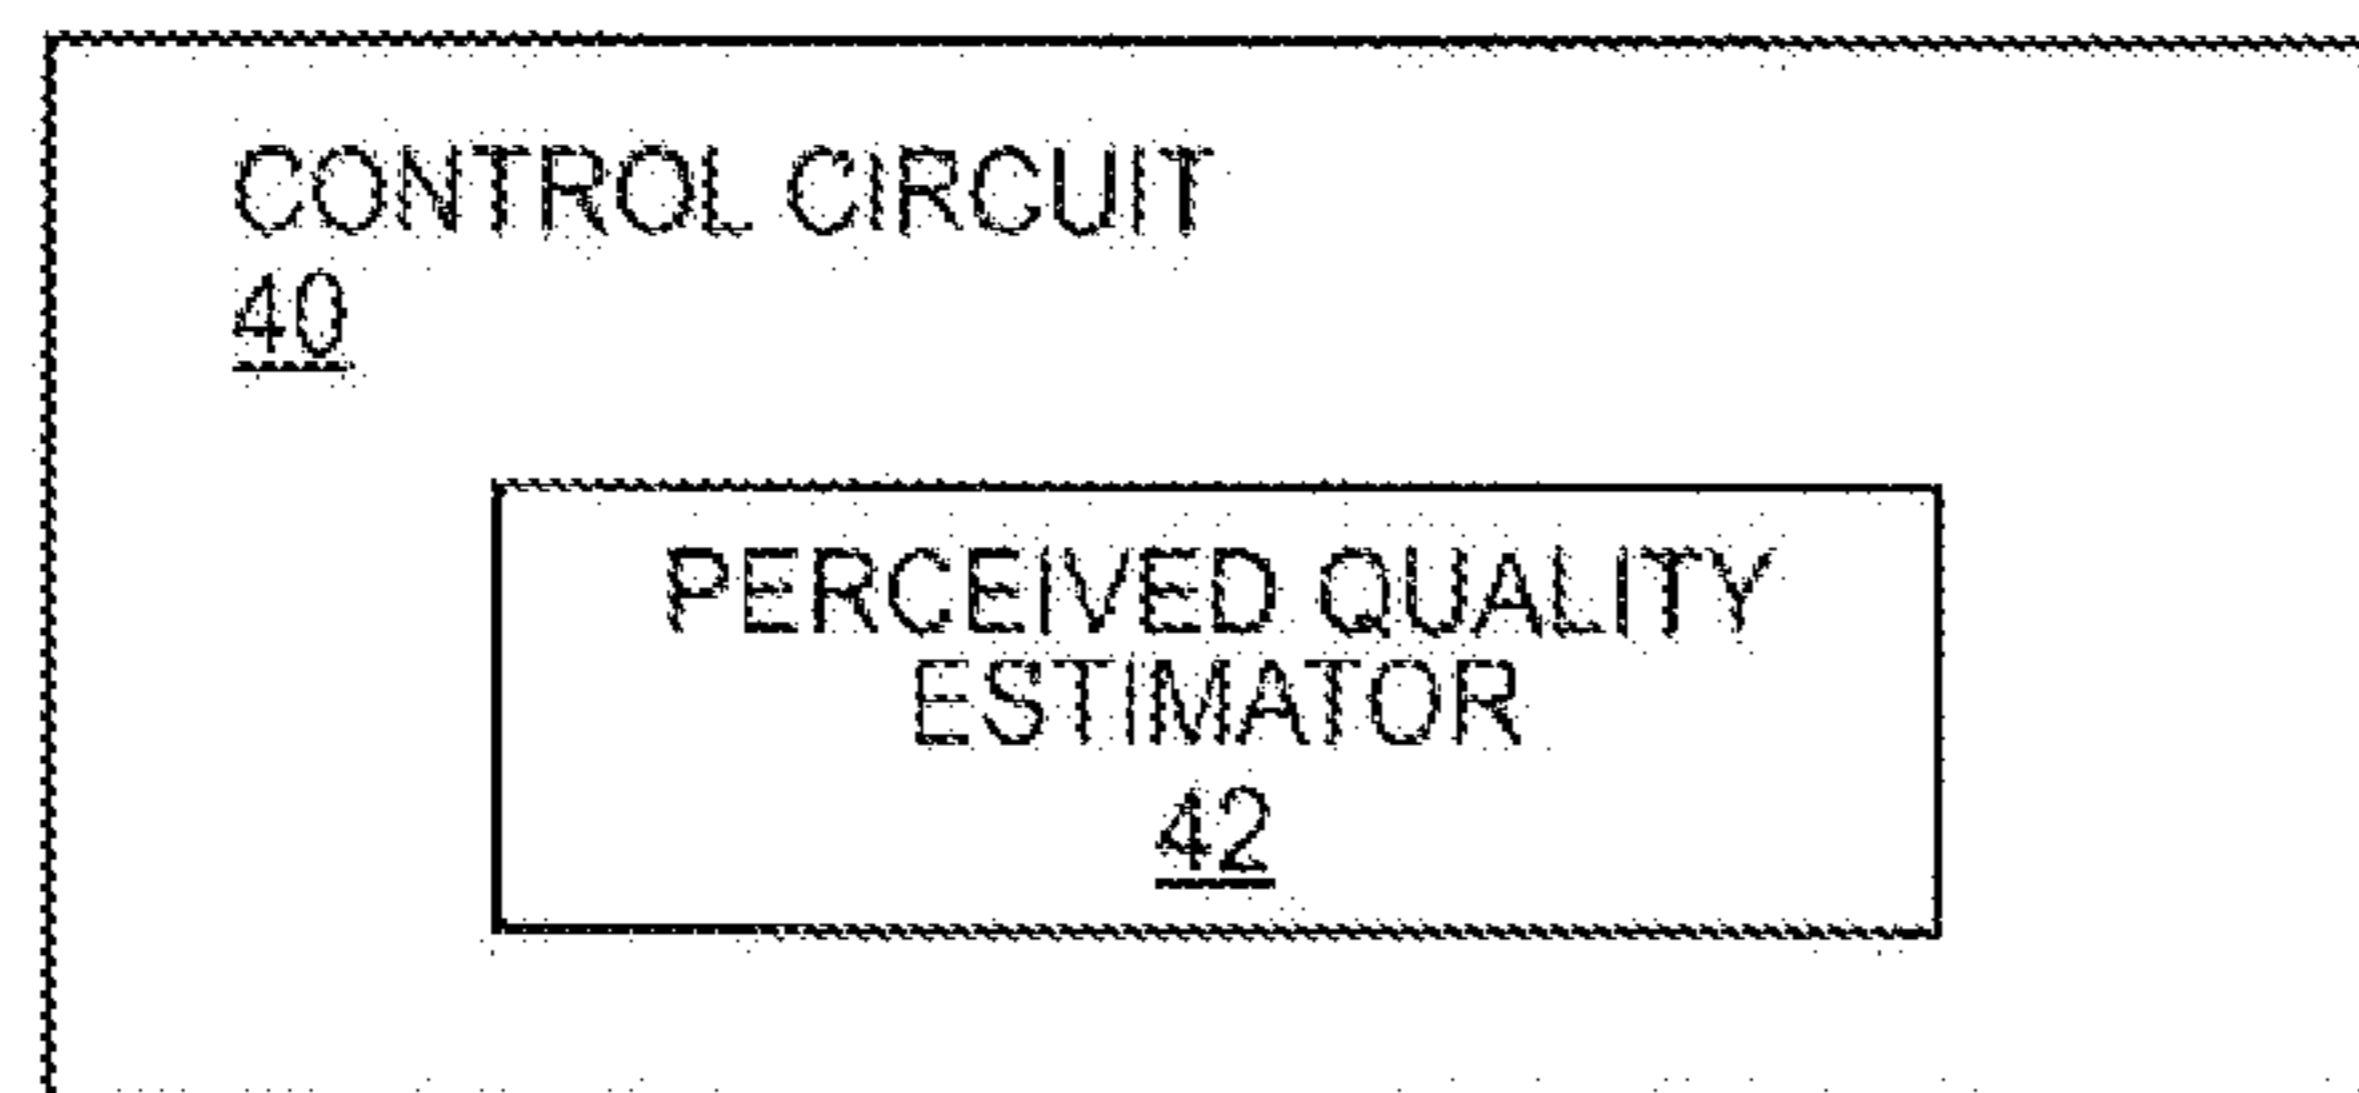 CONTROL CIRCUIT
40
PERCEIVED QUALITY
ESTIMATOR
42